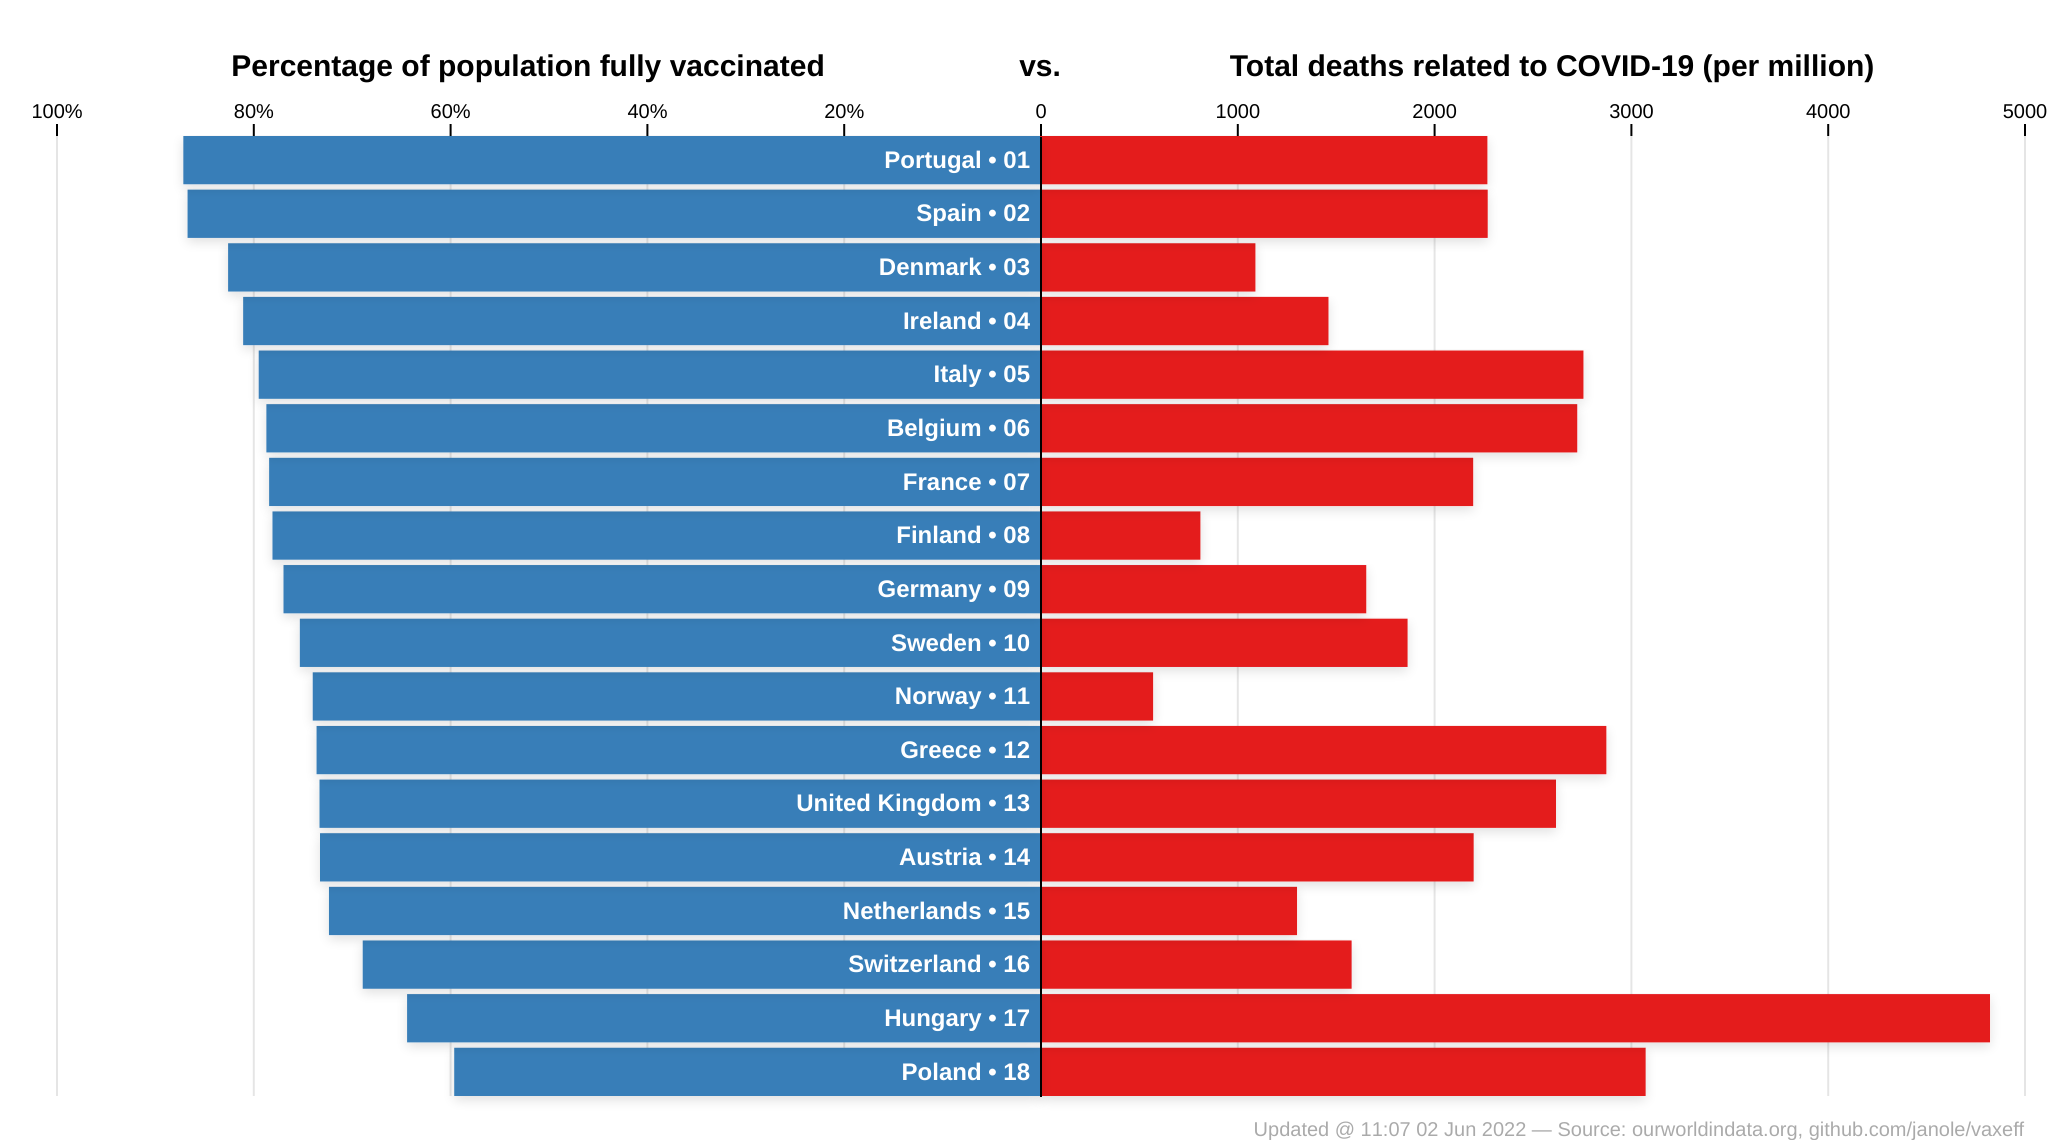 Percentage of population fully vaccinated vs. Total deaths related to COVID-19 (per million)
100% 80% 60% 40% 20% 0 1000 2000 3000 4000 5000
Portugal • 01
Spain • 02
Denmark • 03
Ireland • 04
Italy • 05
Belgium • 06
France • 07
Finland • 08
Germany • 09
Sweden • 10
Norway • 11
Greece • 12
United Kingdom • 13
Austria • 14
Netherlands • 15
Switzerland • 16
Hungary • 17
Poland • 18
Updated @ 11:07 02 Jun 2022 — Source: ourworldindata.org, github.com/janole/vaxeff